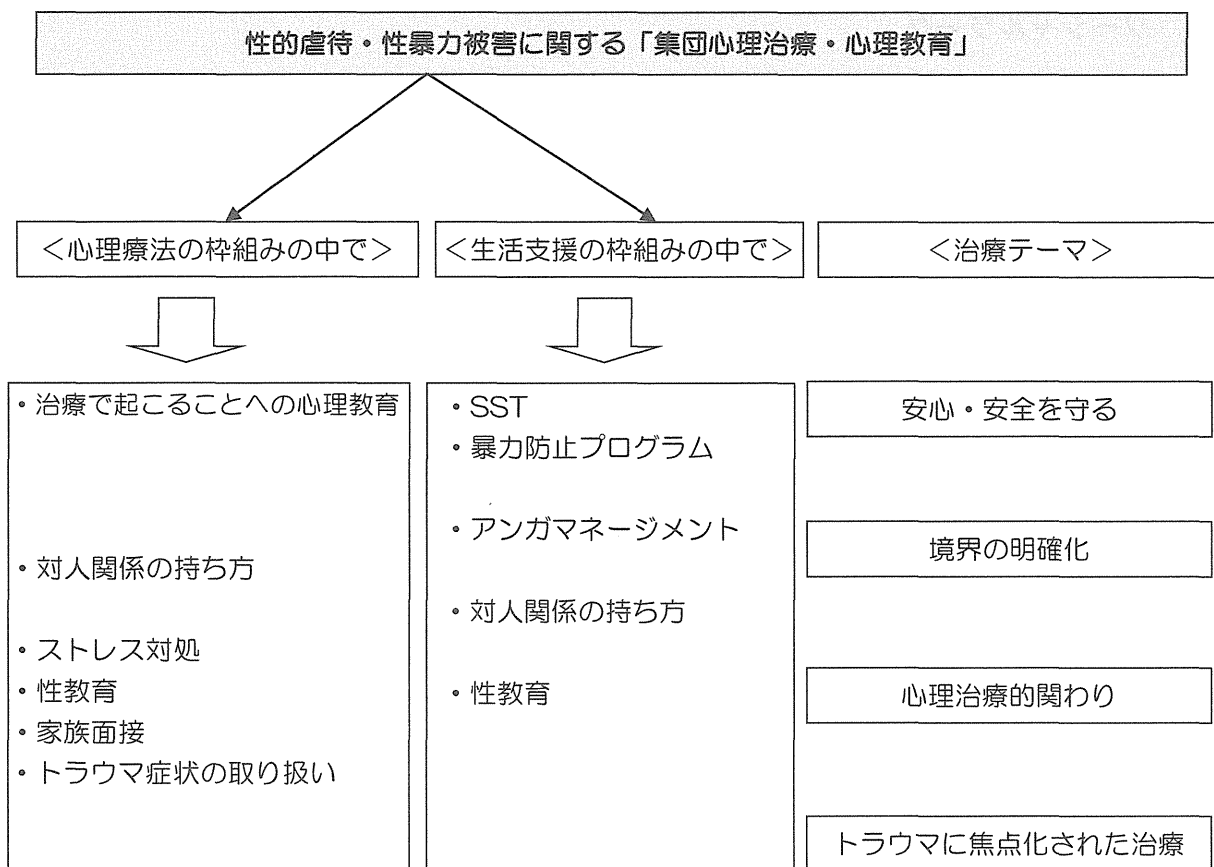 性的虐待・性暴力被害に関する「集団心理治療・心理教育」
＜心理療法の枠組みの中で＞
＜生活支援の枠組みの中で＞
＜治療テーマ＞
・治療で起こることへの心理教育
・対人関係の持ち方
・ストレス対処
・性教育
・家族面接
・トラウマ症状の取り扱い
・SST
・暴力防止プログラム
・アンガマネージメント
・対人関係の持ち方
・性教育
安心・安全を守る
境界の明確化
心理治療的関わり
トラウマに焦点化された治療